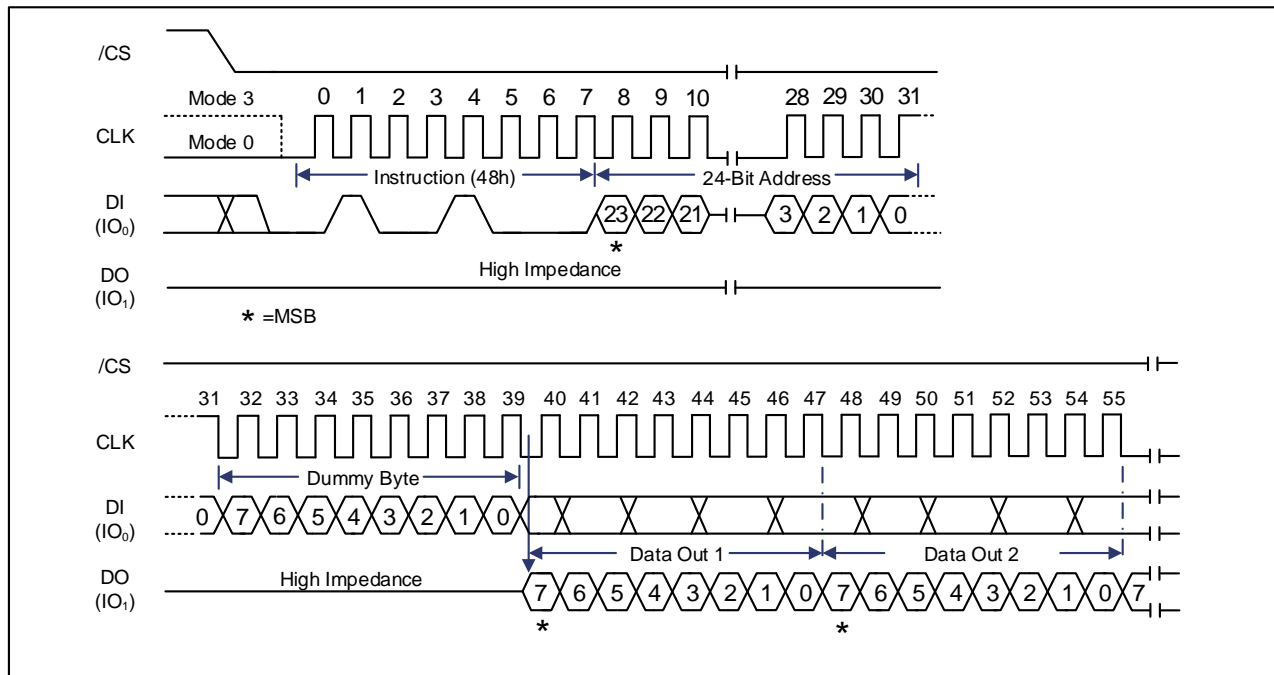 /CS
Mode 3 0 1 2 3 4 5 6 7 8 9 10 28 29 30 31
CLK Mode 0
Instruction (48h) 24-Bit Address
DI
(IO₀) 23 22 21 3 2 1 0
*
DO High Impedance
(IO₁)
* =MSB
/CS
31 32 33 34 35 36 37 38 39 40 41 42 43 44 45 46 47 48 49 50 51 52 53 54 55
CLK
Dummy Byte
DI
(IO₀) 0 7 6 5 4 3 2 1 0
Data Out 1 Data Out 2
DO High Impedance 7 6 5 4 3 2 1 0 7 6 5 4 3 2 1 0 7
(IO₁)
* *